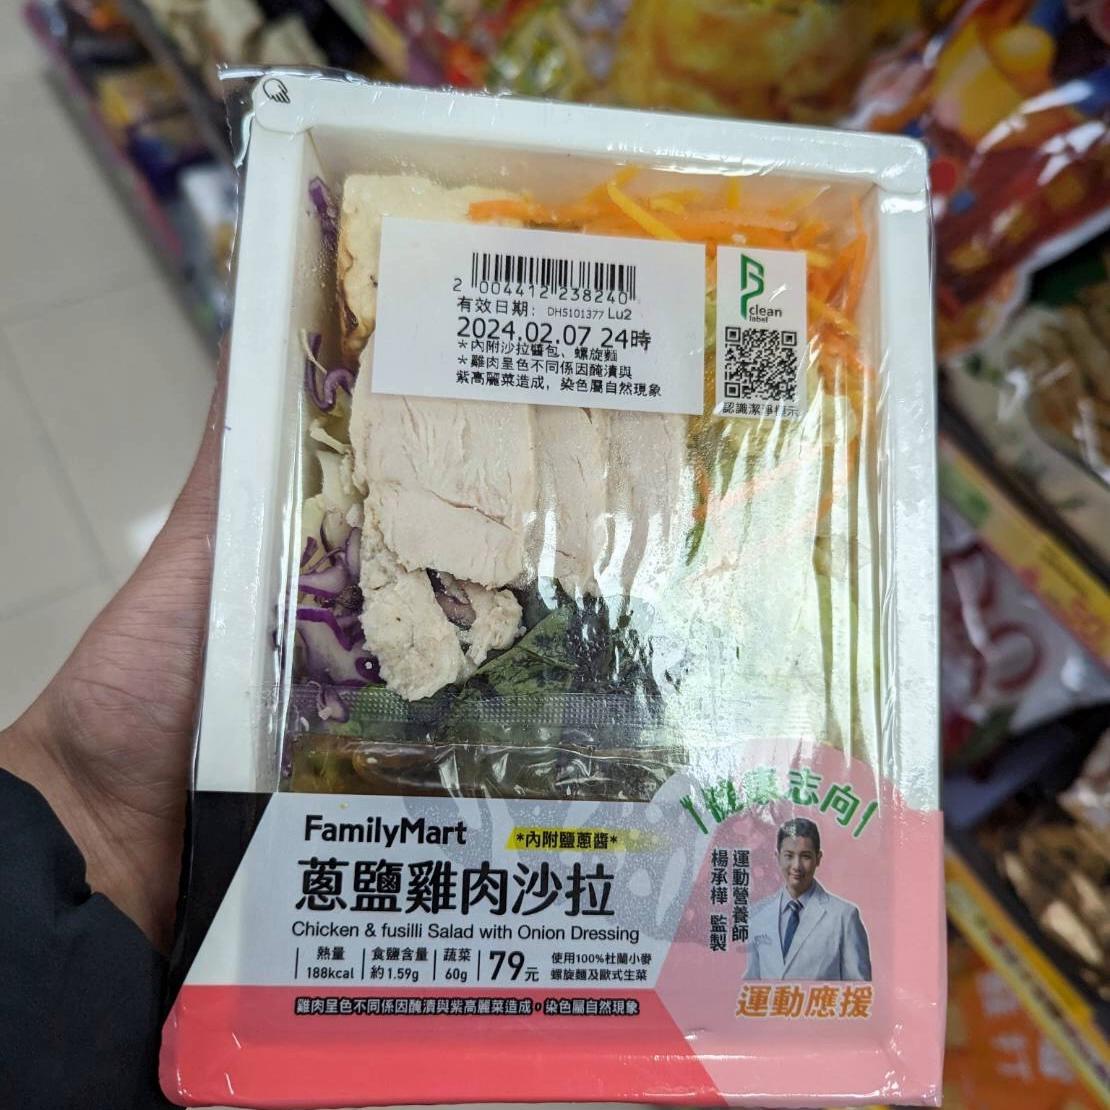 2 004412 238240
有效日期: DH5101377 Lu2
2024.02.07 24時
*內附沙拉醬包、螺旋麵
*雞肉呈色不同係因醃漬與
紫高麗菜造成, 染色屬自然現象
clean
label
認識潔淨標示
FamilyMart
*內附鹽蔥醬*
蔥鹽雞肉沙拉
Chicken & fusilli Salad with Onion Dressing
熱量
188kcal
食鹽含量
約1.59g
蔬菜
60g
79元
使用100%杜蘭小麥
螺旋麵及歐式生菜
雞肉呈色不同係因醃漬與紫高麗菜造成，染色屬自然現象
健康志向
運動營養師
楊承樺 監製
運動應援